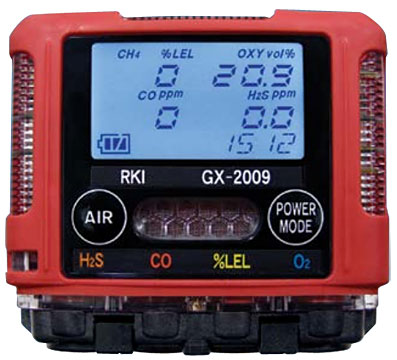 CH4 %LEL OXY vol%
0 20.9
CO ppm H2S ppm
0 0.0
15 12
RKI GX-2009
AIR POWER MODE
H2S CO %LEL O2